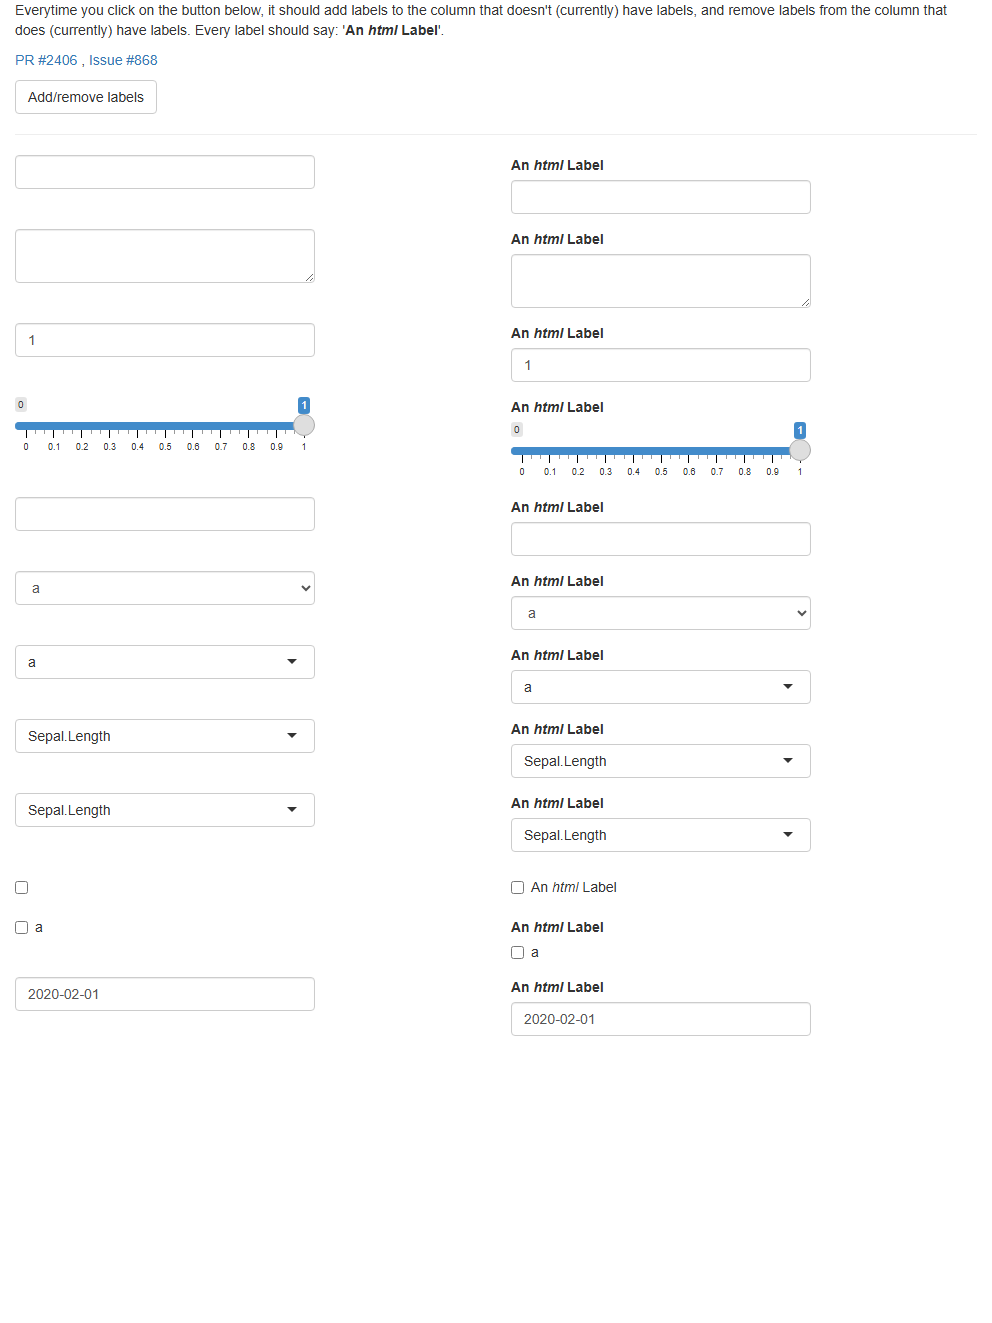 Everytime you click on the button below, it should add labels to the column that doesn't (currently) have labels, and remove labels from the column that
does (currently) have labels. Every label should say: 'An html Label'.
PR #2406 , Issue #868
Add/remove labels
An html Label
An html Label
1
An html Label
1
0
1
0 0.1 0.2 0.3 0.4 0.5 0.6 0.7 0.8 0.9 1
An html Label
0
1
0 0.1 0.2 0.3 0.4 0.5 0.6 0.7 0.8 0.9 1
An html Label
a
An html Label
a
a
An html Label
a
Sepal.Length
An html Label
Sepal.Length
Sepal.Length
An html Label
Sepal.Length
An html Label
a
An html Label
a
2020-02-01
An html Label
2020-02-01